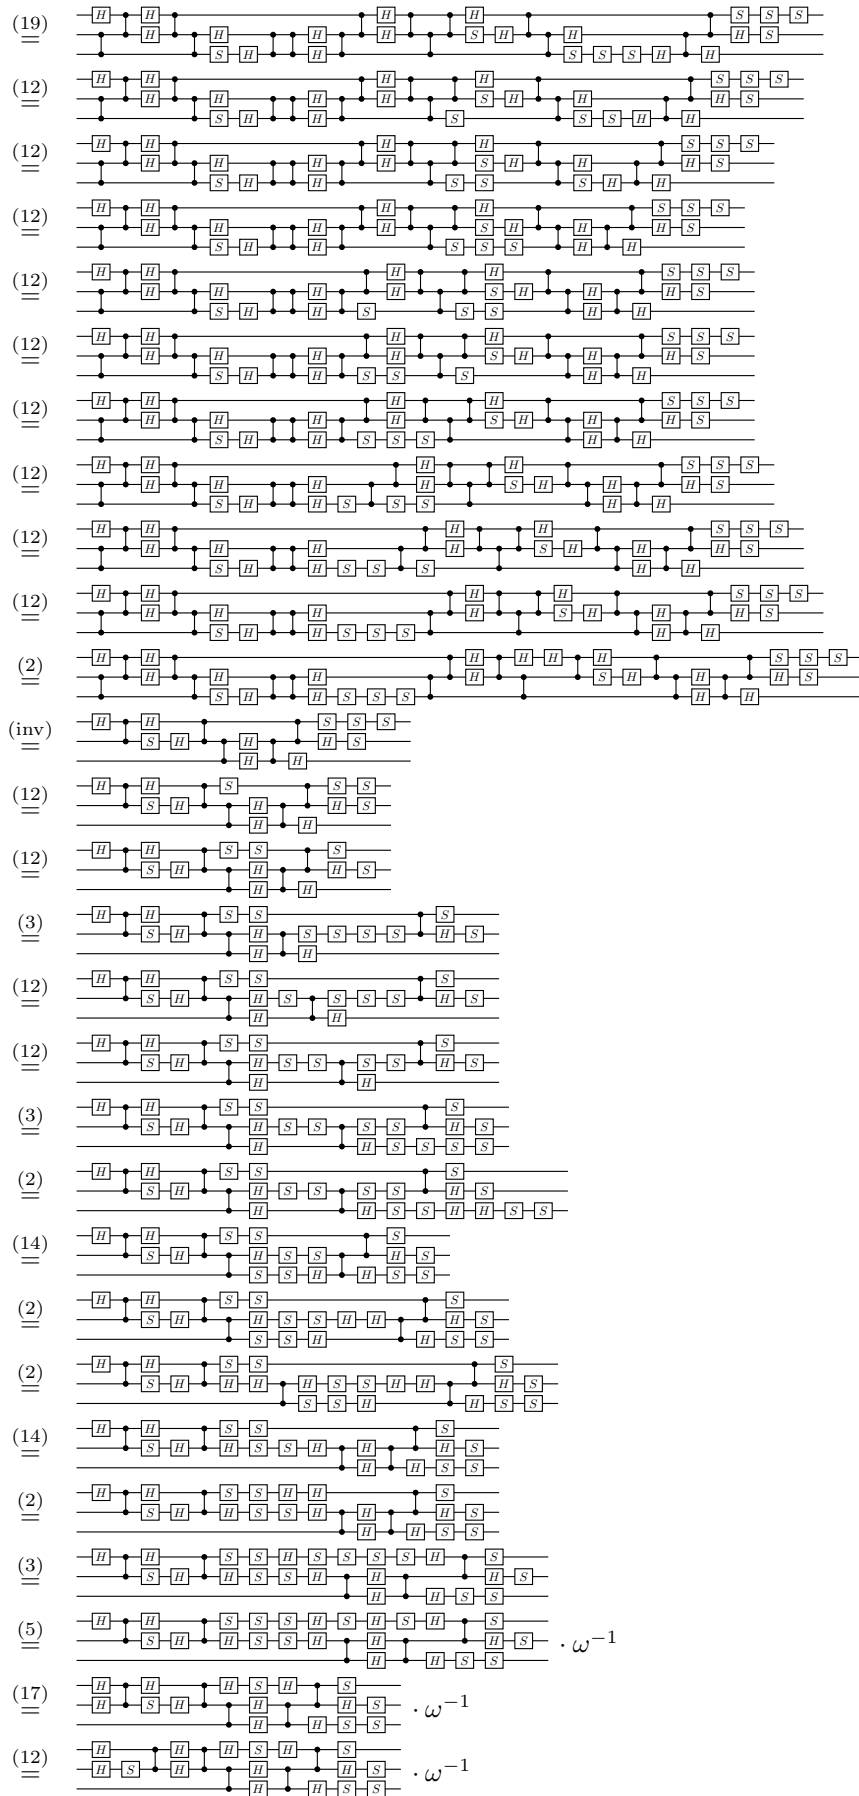 (19) = H H H H S S S
H H H H S H H H S
S H H S S S H H
(12) = H H H H S S S
H H H H S H H H S
S H H S S S H H
(12) = H H H H S S S
H H H H S H H H S
S H H S S S H H
(12) = H H H H S S S
H H H H S H H H S
S H H S S S H H
(12) = H H H H S S S
H H H H S H H H S
S H H S S S H H
(12) = H H H H S S S
H H H H S H H H S
S H H S S S H H
(12) = H H H H S S S
H H H H S H H H S
S H H S S S H H
(12) = H H H H S S S
H H H H S H H H S
S H H S S S H H
(12) = H H H H S S S
H H H H S H H H S
S H H S S S H H
(12) = H H H H S S S
H H H H S H H H S
S H H S S S H H
(2) = H H H H H H S S S
H H H H S H H H S
S H H S S S H H
(inv) = H H S S S
S H H H S
H H
(12) = H H S S S
S H H H S
H H
(12) = H H S S S
S H H H S
H H
(3) = H H S S S
S H H S S S S H S
H H
(12) = H H S S S
S H H S S S S H S
H H
(12) = H H S S S
S H H S S S S H S
H H
(3) = H H S S S
S H H S S S S H S
H H S S S S
(2) = H H S S S
S H H S S S S H S
H H S S H H S S
(14) = H H S S S
S H H S S H S
S S H H S S
(2) = H H S S S
S H H S S H H H S
S S H H S S
(2) = H H S S S
S H H H H S S H H H S
S S H H S S
(14) = H H S S S
S H H S S H H H S
H H S S
(2) = H H S S H H S
S H H S S H H H S
H H S S
(3) = H H S S H S S S S H S
S H H S S H H H S
H H S S
(5) = H H S S S H S H S H S
S H H S S H H H S · ω⁻¹
H H S S
(17) = H H H S H S
H S H H H S · ω⁻¹
H H S S
(12) = H H H S H S
H S H H H S · ω⁻¹
H H S S